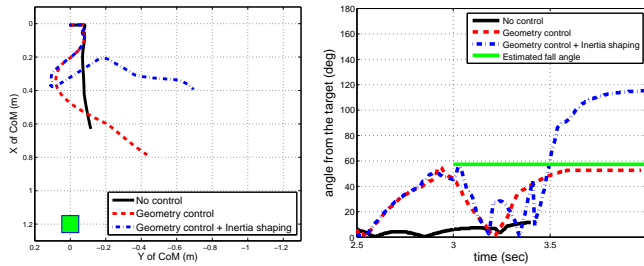 0
0.2
0.4
0.6
0.8
1
1.2
0.2 0 -0.2 -0.4 -0.6 -0.8 -1 -1.2
X of CoM (m)
Y of CoM (m)
No control
Geometry control
Geometry control + Inertia shaping
180
160
140
120
100
80
60
40
20
0
2.5 3 3.5
angle from the target (deg)
time (sec)
No control
Geometry control
Geometry control + Inertia shaping
Estimated fall angle